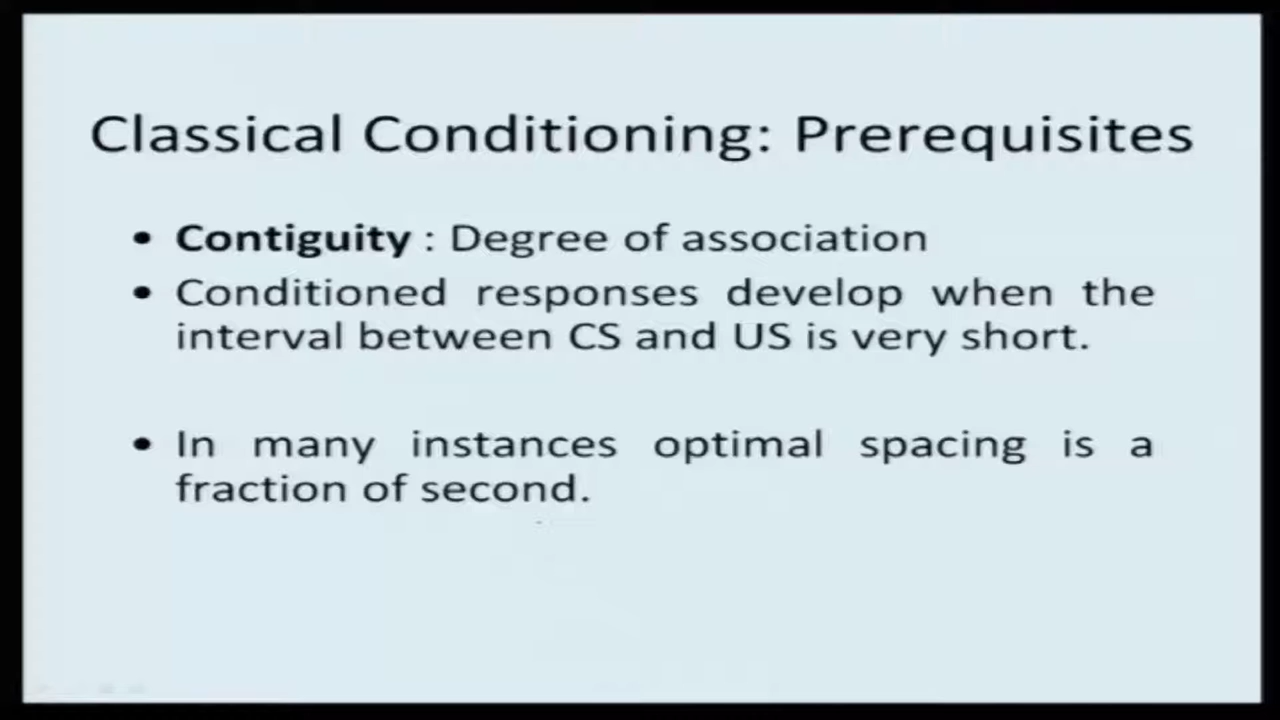 Classical Conditioning: Prerequisites
• Contiguity : Degree of association
• Conditioned responses develop when the
interval between CS and US is very short.
• In many instances optimal spacing is a
fraction of second.